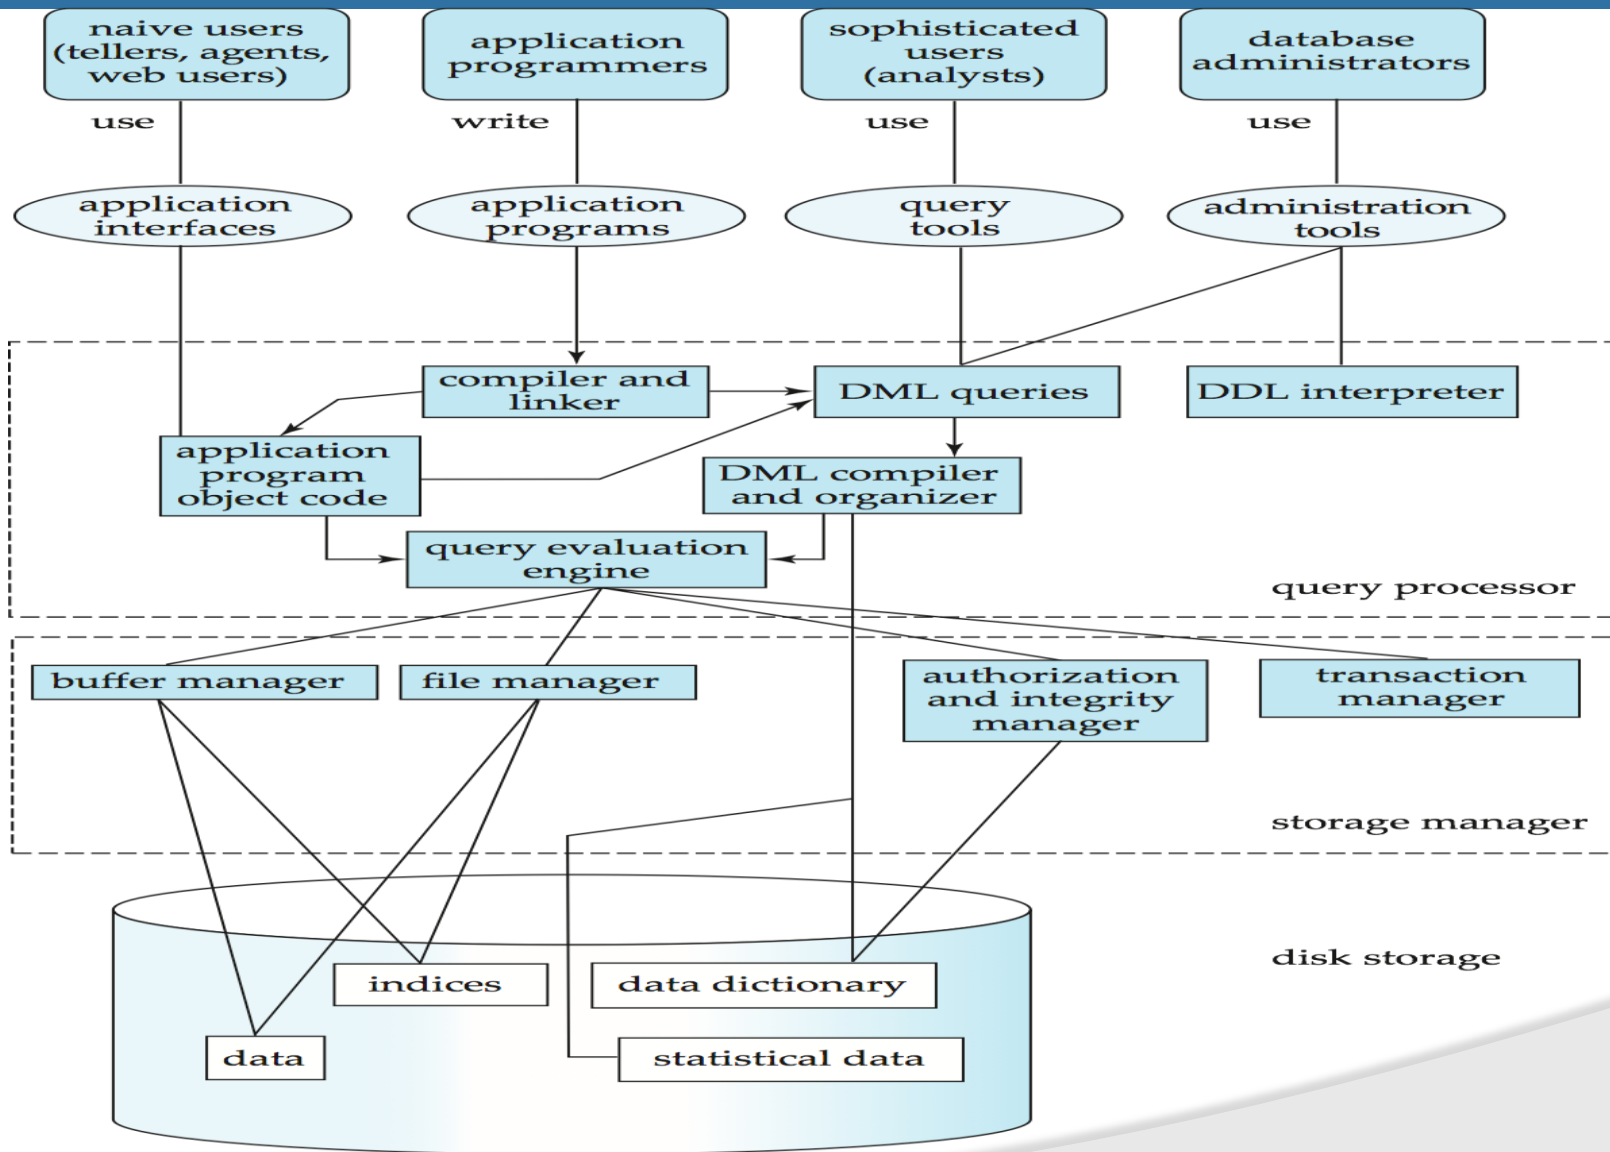 naive users
(tellers, agents,
web users)
application
programmers
sophisticated
users
(analysts)
database
administrators
use
write
use
use
application
interfaces
application
programs
query
tools
administration
tools
compiler and
linker
DML queries
DDL interpreter
application
program
object code
DML compiler
and organizer
query evaluation
engine
query processor
buffer manager
file manager
authorization
and integrity
manager
transaction
manager
storage manager
disk storage
indices
data dictionary
data
statistical data